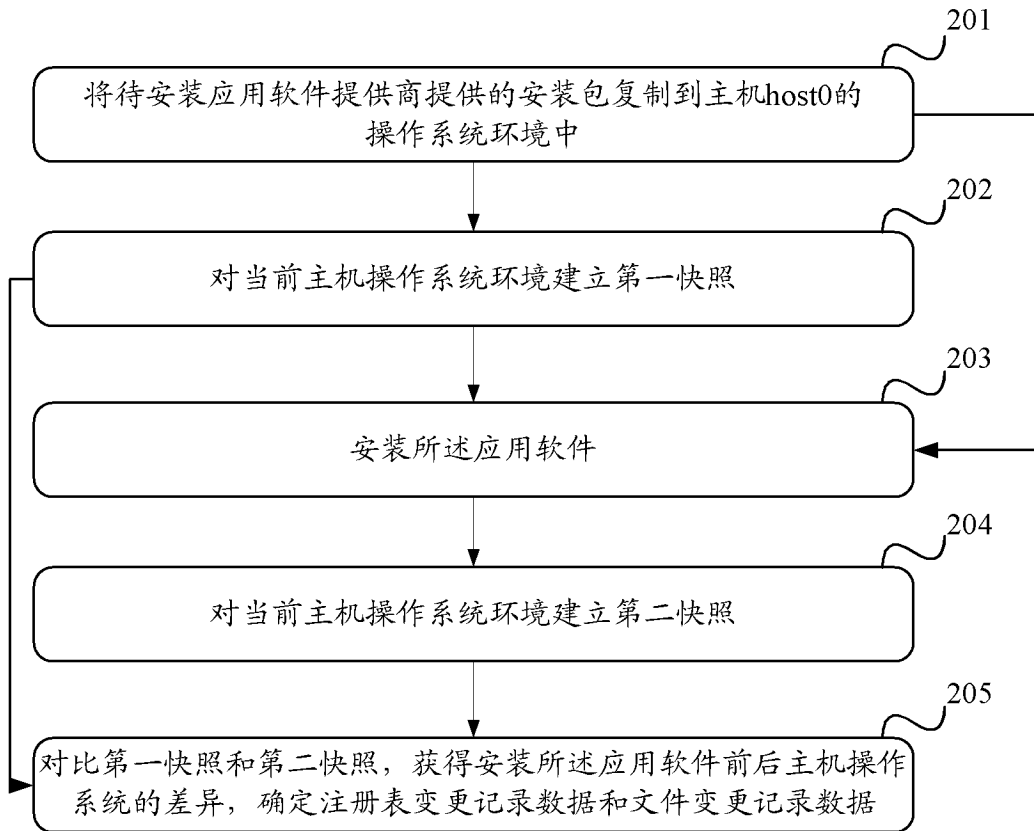 201
将待安装应用软件提供商提供的安装包复制到主机host0的
操作系统环境中
202
对当前主机操作系统环境建立第一快照
203
安装所述应用软件
204
对当前主机操作系统环境建立第二快照
205
对比第一快照和第二快照，获得安装所述应用软件前后主机操作
系统的差异，确定注册表变更记录数据和文件变更记录数据